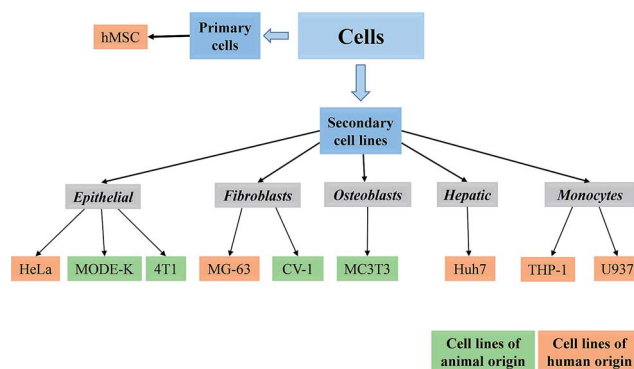 hMSC
Primary
cells
Cells
Secondary
cell lines
Epithelial
Fibroblasts
Osteoblasts
Hepatic
Monocytes
HeLa
MODE-K
4T1
MG-63
CV-1
MC3T3
Huh7
THP-1
U937
Cell lines of
animal origin
Cell lines of
human origin